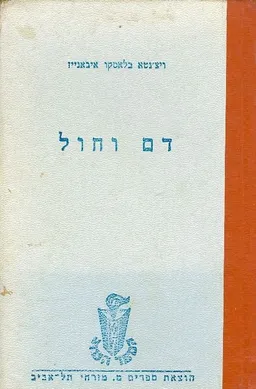 ויצ׳נטא בלאסקו איבאנייז
דם וחול
הוצאת ספרים מ. מזרחי תל־אביב